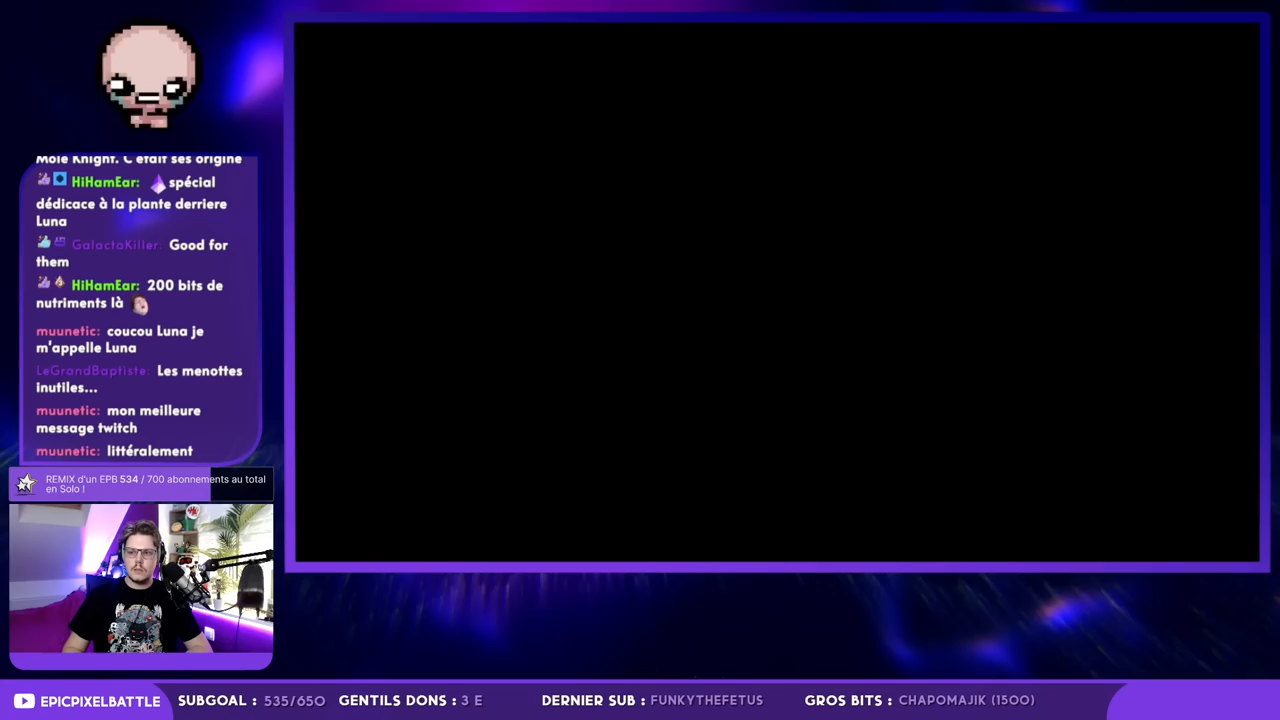 Mole Knight. C'était ses origine
HiHamEar: spécial
dédicace à la plante derriere
Luna
GalactaKiller: Good for
them
HiHamEar: 200 bits de
nutriments là
muunetic: coucou Luna je
m'appelle Luna
LeGrandBaptiste: Les menottes
inutiles...
muunetic: mon meilleure
message twitch
muunetic: littéralement
REMIX d'un EPB 534 / 700 abonnements au total
en Solo !
EPICPIXELBATTLE
SUBGOAL : 535/650
GENTILS DONS : 3 E
DERNIER SUB : FUNKYTHEFETUS
GROS BITS : CHAPOMAJIK (1500)